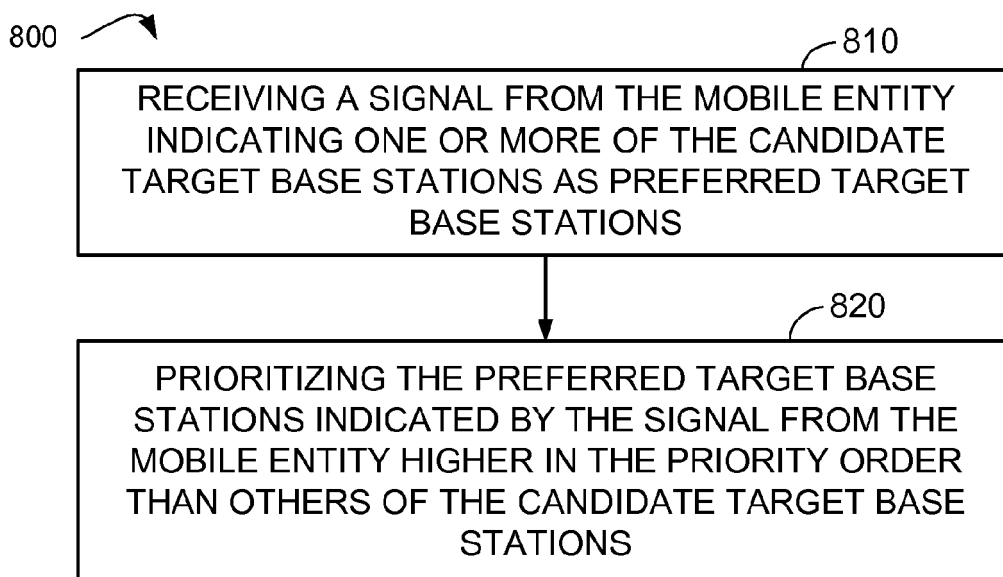 800
810
RECEIVING A SIGNAL FROM THE MOBILE ENTITY
INDICATING ONE OR MORE OF THE CANDIDATE
TARGET BASE STATIONS AS PREFERRED TARGET
BASE STATIONS
820
PRIORITIZING THE PREFERRED TARGET BASE
STATIONS INDICATED BY THE SIGNAL FROM THE
MOBILE ENTITY HIGHER IN THE PRIORITY ORDER
THAN OTHERS OF THE CANDIDATE TARGET BASE
STATIONS